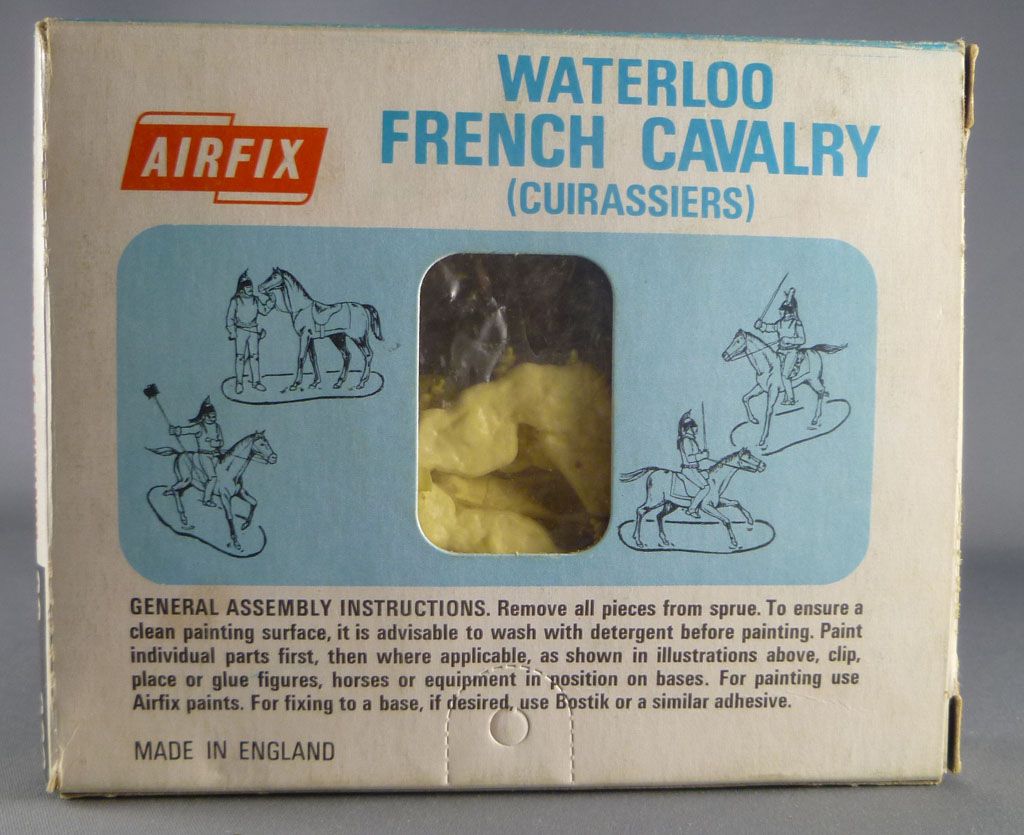 WATERLOO
FRENCH CAVALRY
(CUIRASSIERS)
AIRFIX
GENERAL ASSEMBLY INSTRUCTIONS. Remove all pieces from sprue. To ensure a
clean painting surface, it is advisable to wash with detergent before painting. Paint
individual parts first, then where applicable, as shown in illustrations above, clip,
place or glue figures, horses or equipment in position on bases. For painting use
Airfix paints. For fixing to a base, if desired, use Bostik or a similar adhesive.
MADE IN ENGLAND